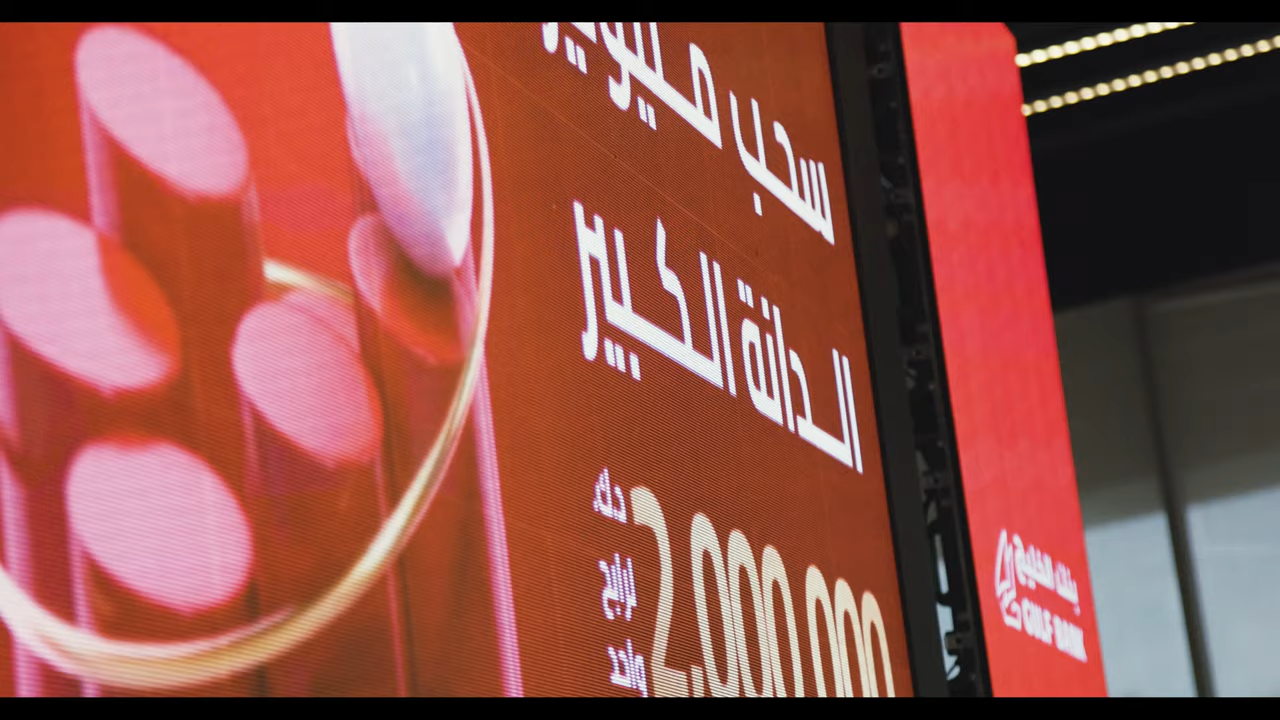 سحب مليونير
الدانة الكبير
2.000.000
د.ك
بنك الخليج
GULF BANK